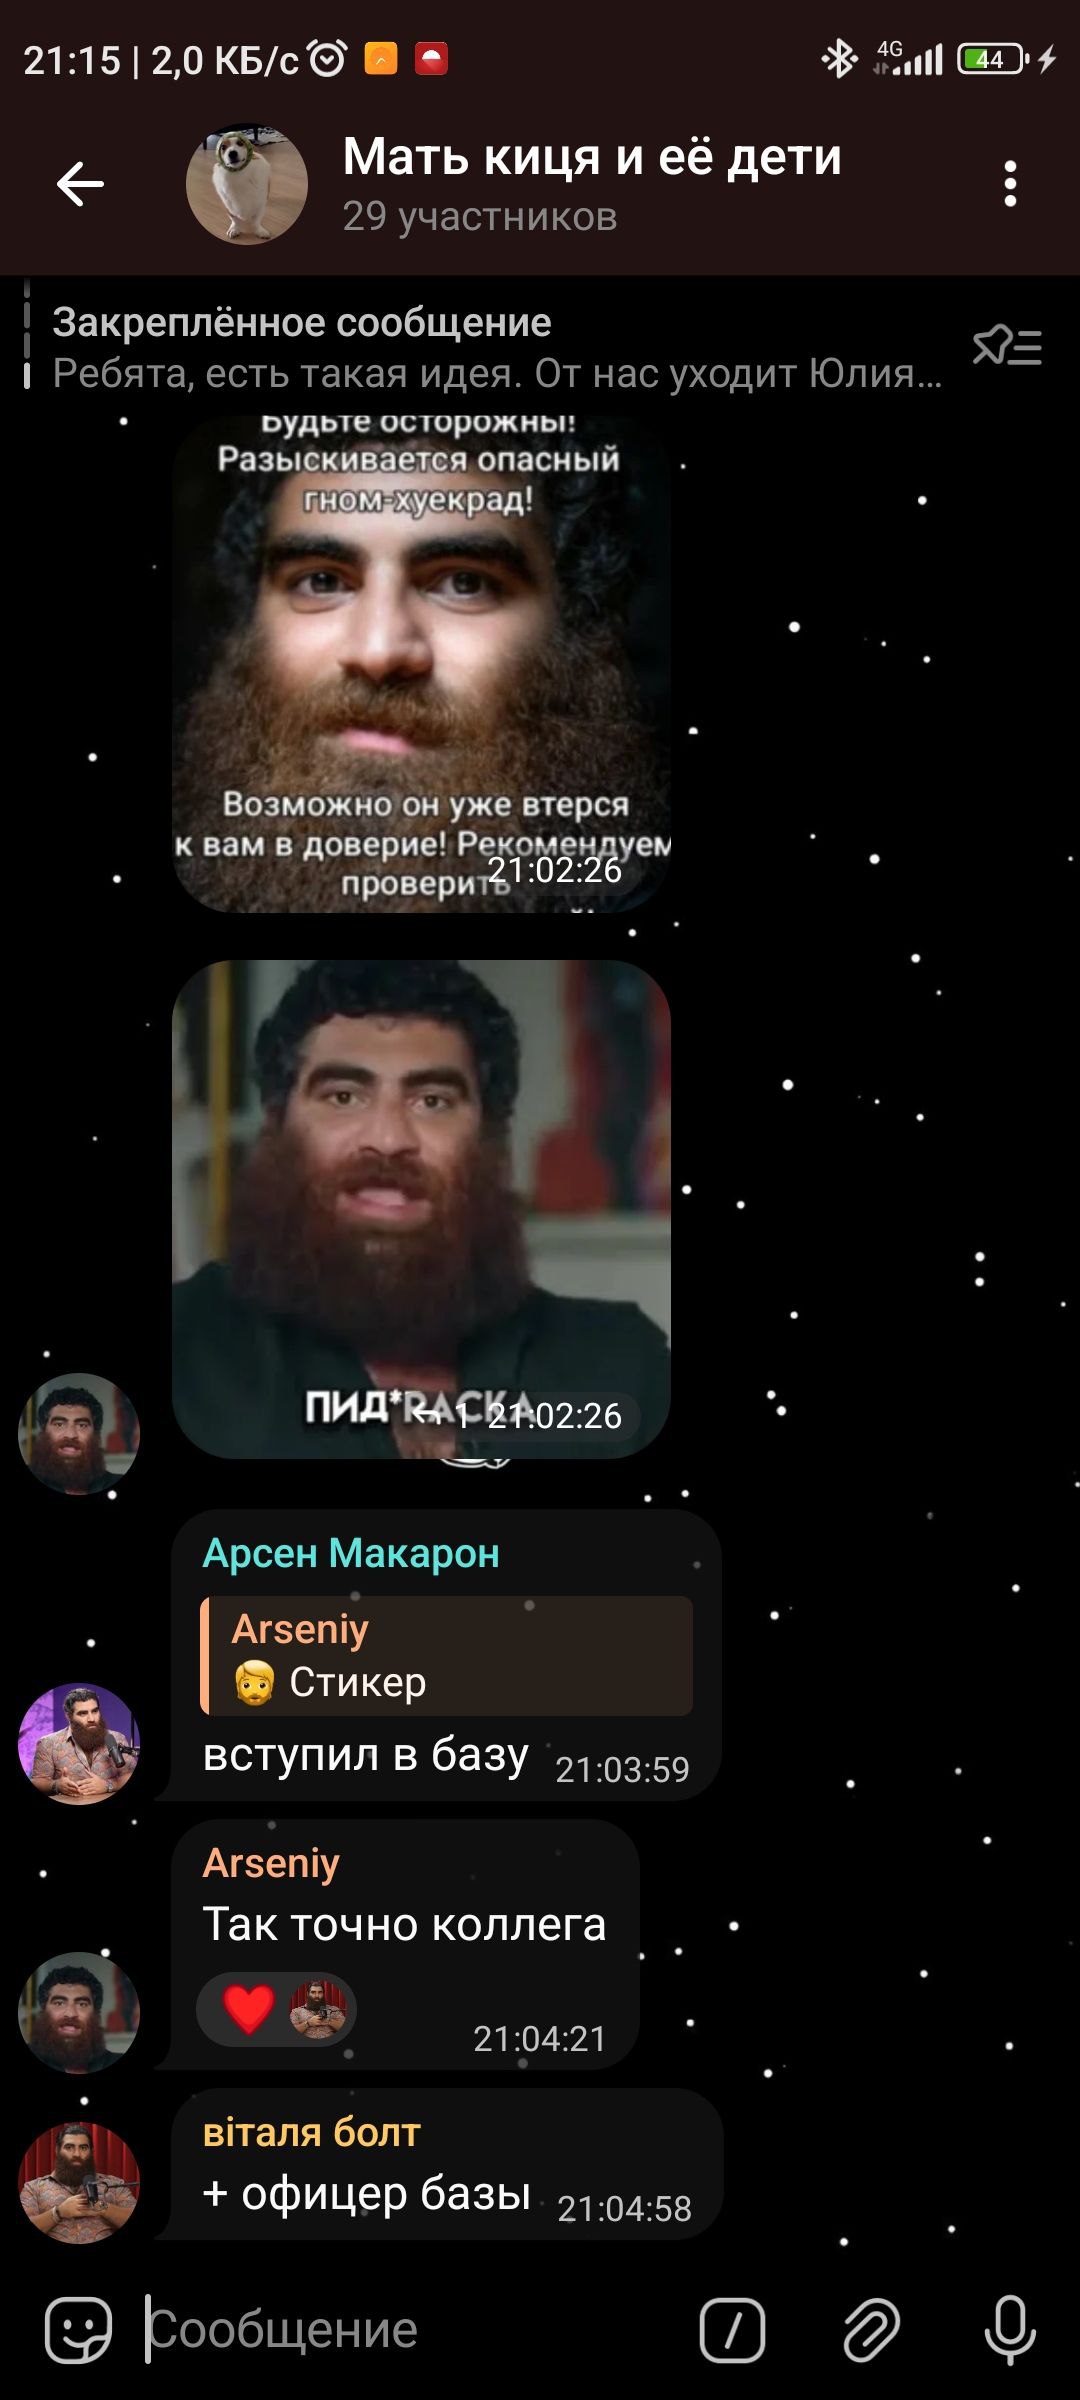 21:15 | 2,0 КБ/с
4G
44
Мать киця и её дети
29 участников
Закреплённое сообщение
Ребята, есть такая идея. От нас уходит Юлия...
Будьте осторожны!
Разыскивается опасный
гном-хуекрад!
Возможно он уже втерся
к вам в доверие! Рекомендуем
проверить
21:02:26
ПИД*РАСКА
1 21:02:26
Арсен Макарон
Arseniy
Стикер
вступил в базу 21:03:59
Arseniy
Так точно коллега
21:04:21
віталя болт
+ офицер базы 21:04:58
Сообщение